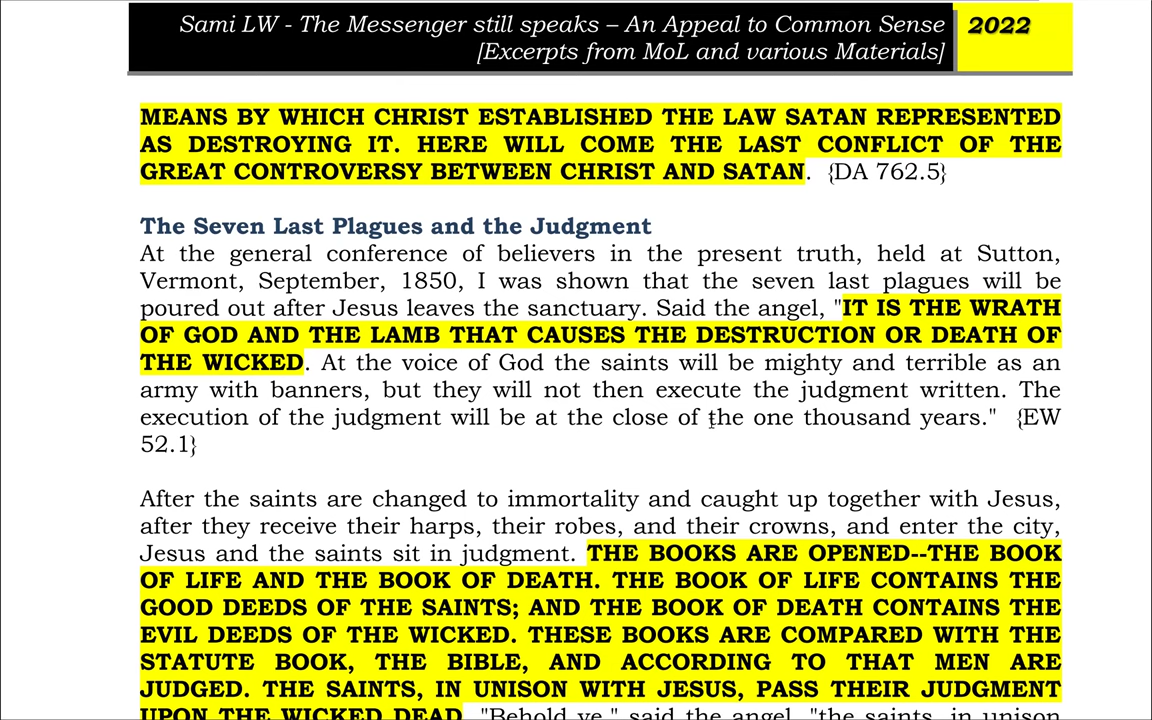 Sami LW - The Messenger still speaks – An Appeal to Common Sense
[Excerpts from MoL and various Materials]
2022
MEANS BY WHICH CHRIST ESTABLISHED THE LAW SATAN REPRESENTED
AS DESTROYING IT. HERE WILL COME THE LAST CONFLICT OF THE
GREAT CONTROVERSY BETWEEN CHRIST AND SATAN. {DA 762.5}
The Seven Last Plagues and the Judgment
At the general conference of believers in the present truth, held at Sutton,
Vermont, September, 1850, I was shown that the seven last plagues will be
poured out after Jesus leaves the sanctuary. Said the angel, "IT IS THE WRATH
OF GOD AND THE LAMB THAT CAUSES THE DESTRUCTION OR DEATH OF
THE WICKED. At the voice of God the saints will be mighty and terrible as an
army with banners, but they will not then execute the judgment written. The
execution of the judgment will be at the close of the one thousand years." {EW
52.1}
After the saints are changed to immortality and caught up together with Jesus,
after they receive their harps, their robes, and their crowns, and enter the city,
Jesus and the saints sit in judgment. THE BOOKS ARE OPENED--THE BOOK
OF LIFE AND THE BOOK OF DEATH. THE BOOK OF LIFE CONTAINS THE
GOOD DEEDS OF THE SAINTS; AND THE BOOK OF DEATH CONTAINS THE
EVIL DEEDS OF THE WICKED. THESE BOOKS ARE COMPARED WITH THE
STATUTE BOOK, THE BIBLE, AND ACCORDING TO THAT MEN ARE
JUDGED. THE SAINTS, IN UNISON WITH JESUS, PASS THEIR JUDGMENT
UPON THE WICKED DEAD. "Behold ye," said the angel, "the saints, in unison